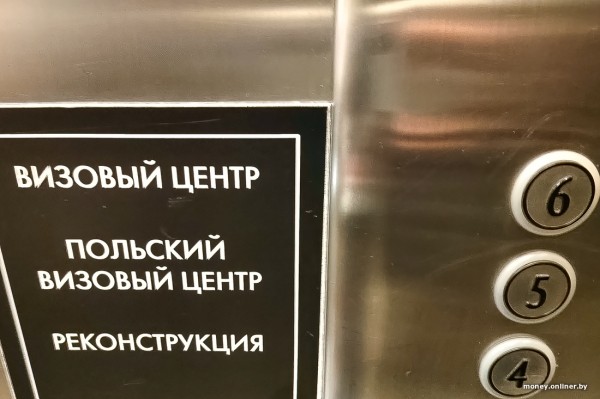 ВИЗОВЫЙ ЦЕНТР
6
ПОЛЬСКИЙ
ВИЗОВЫЙ ЦЕНТР
5
РЕКОНСТРУКЦИЯ
4
money.onliner.by